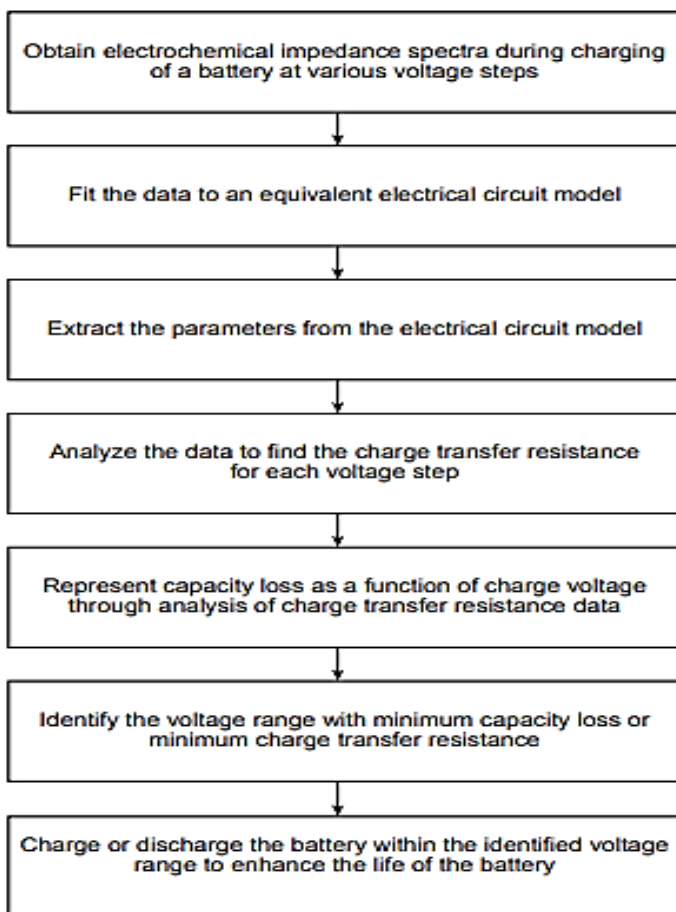 Obtain electrochemical impedance spectra during charging
of a battery at various voltage steps
Fit the data to an equivalent electrical circuit model
Extract the parameters from the electrical circuit model
Analyze the data to find the charge transfer resistance
for each voltage step
Represent capacity loss as a function of charge voltage
through analysis of charge transfer resistance data
Identify the voltage range with minimum capacity loss or
minimum charge transfer resistance
Charge or discharge the battery within the identified voltage
range to enhance the life of the battery